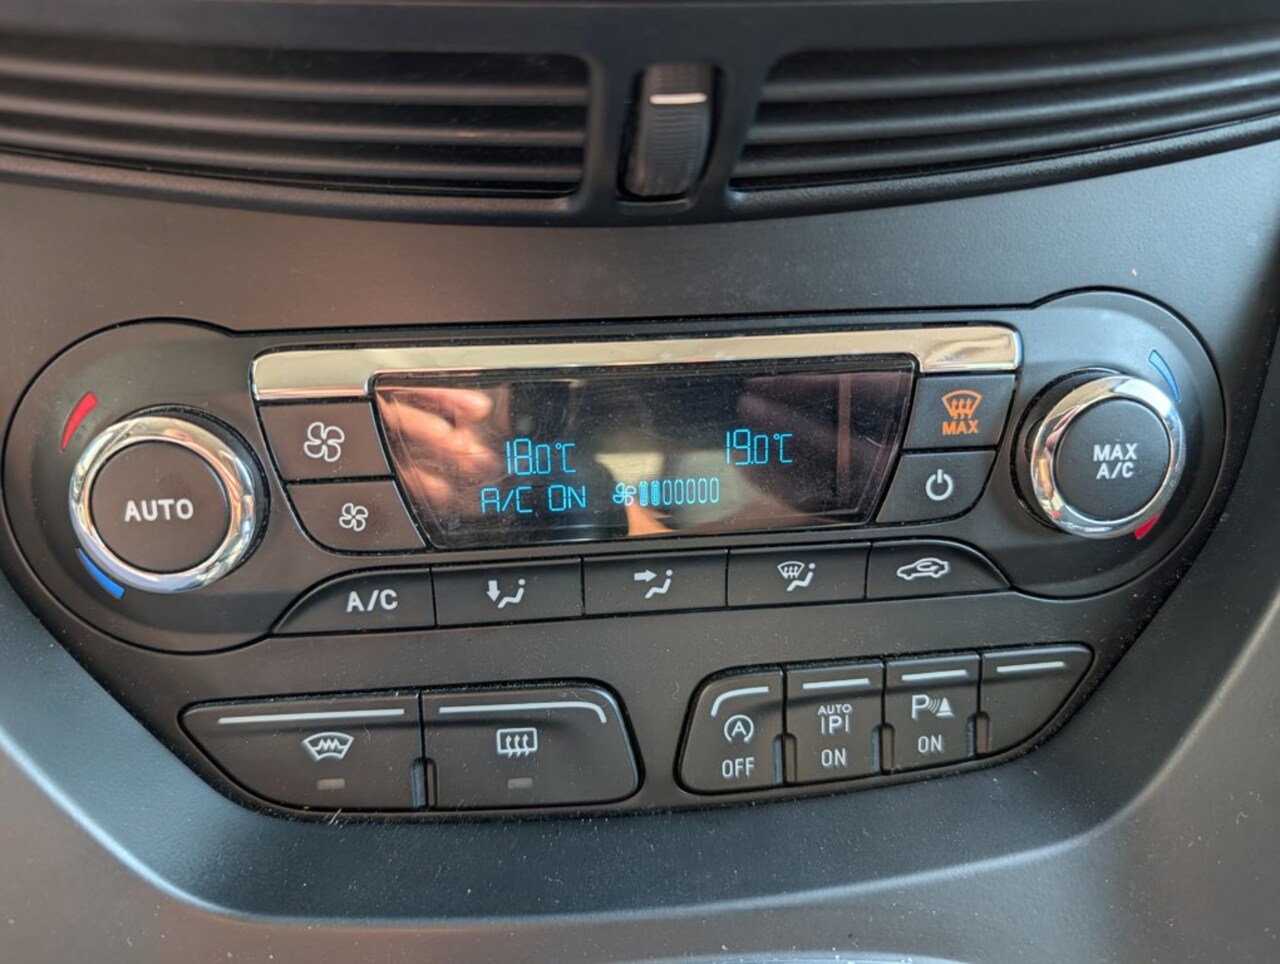 18.0°C 19.0°C
A/C ON
AUTO
MAX
MAX
A/C
A/C
A
OFF
AUTO
P
ON
P
ON